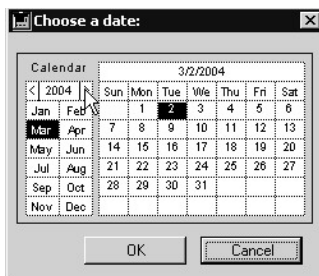 Choose a date:
Calendar
3/2/2004
< 2004 >
Sun Mon Tue We Thu Fri Sat
Jan Feb
1 2 3 4 5 6
Mar Apr
7 8 9 10 11 12 13
May Jun
14 15 16 17 18 19 20
Jul Aug
21 22 23 24 25 26 27
Sep Oct
28 29 30 31
Nov Dec
OK Cancel